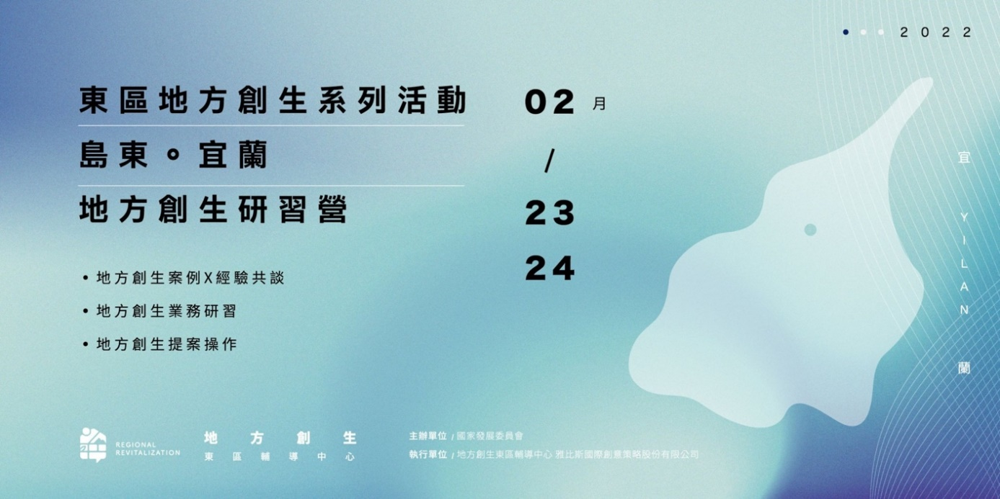 2022
東區地方創生系列活動
島東。宜蘭
地方創生研習營
02 月
/
23
24
• 地方創生案例X經驗共談
• 地方創生業務研習
• 地方創生提案操作
宜 YILAN 蘭
REGIONAL
REVITALIZATION
地方創生
東區輔導中心
主辦單位 / 國家發展委員會
執行單位 / 地方創生東區輔導中心 雅比斯國際創意策略股份有限公司